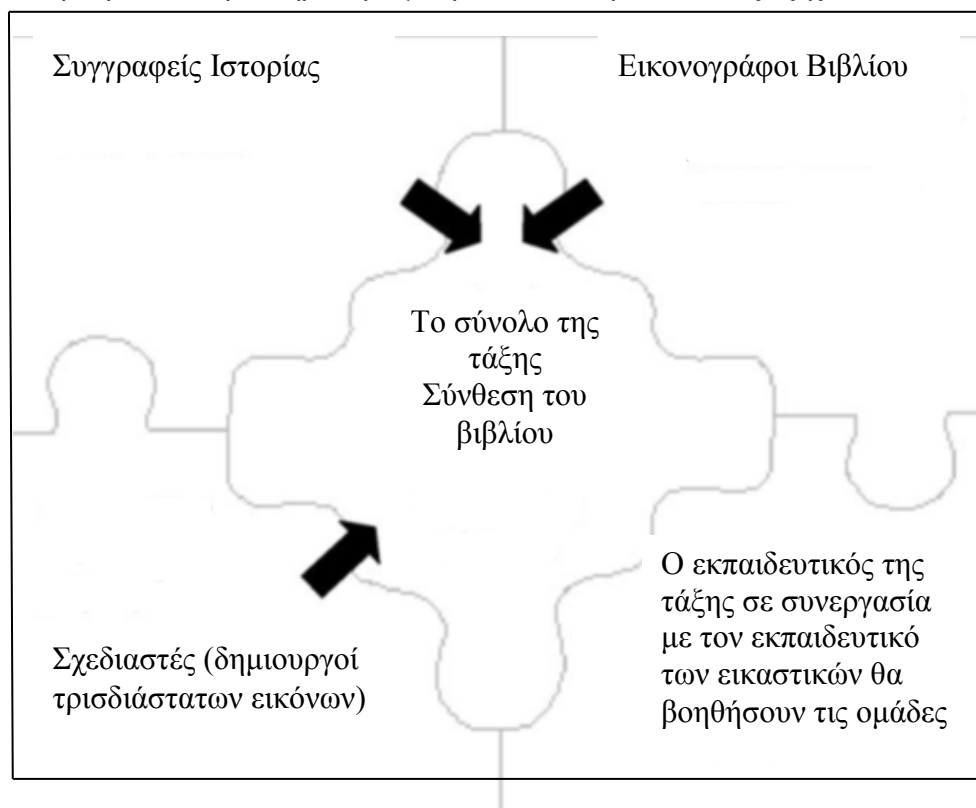 Συγγραφείς Ιστορίας
Εικονογράφοι Βιβλίου
Το σύνολο της
τάξης
Σύνθεση του
βιβλίου
Σχεδιαστές (δημιουργοί
τρισδιάστατων εικόνων)
Ο εκπαιδευτικός της
τάξης σε συνεργασία
με τον εκπαιδευτικό
των εικαστικών θα
βοηθήσουν τις ομάδες